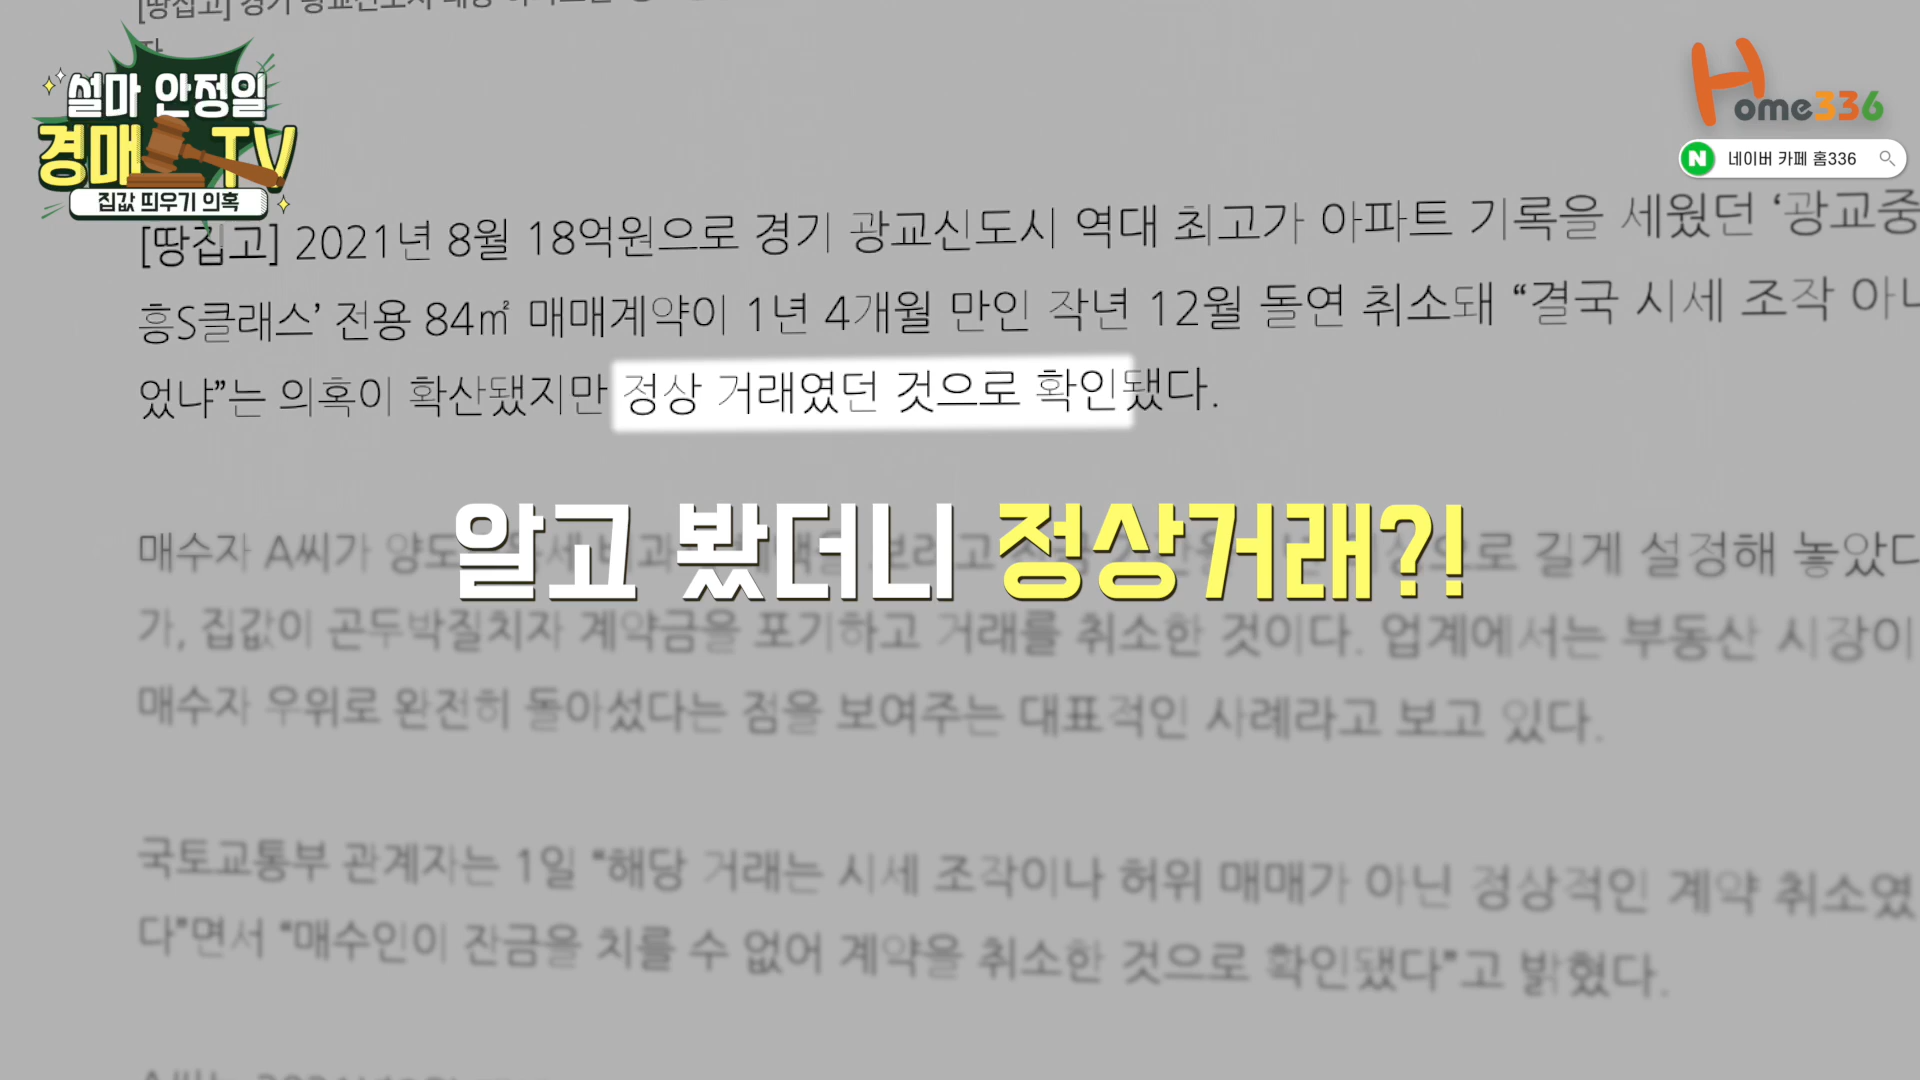 [땅집고]
설마 안정일
경매 TV
집값 띄우기 의혹
Home336
네이버 카페 홈336
[땅집고] 2021년 8월 18억원으로 경기 광교신도시 역대 최고가 아파트 기록을 세웠던 ‘광교중
흥S클래스’ 전용 84㎡ 매매계약이 1년 4개월 만인 작년 12월 돌연 취소돼 “결국 시세 조작 아니
었냐”는 의혹이 확산됐지만 정상 거래였던 것으로 확인됐다.
알고 봤더니 정상거래?!
매수자 A씨가 길게 설정해 놓았다
가, 집값이 곤두박질치자 계약금을 포기하고 거래를 취소한 것이다. 업계에서는 부동산 시장이
매수자 우위로 완전히 돌아섰다는 점을 보여주는 대표적인 사례라고 보고 있다.
국토교통부 관계자는 1일 “해당 거래는 시세 조작이나 허위 매매가 아닌 정상적인 계약 취소였
다”면서 “매수인이 잔금을 치를 수 없어 계약을 취소한 것으로 확인됐다”고 밝혔다.